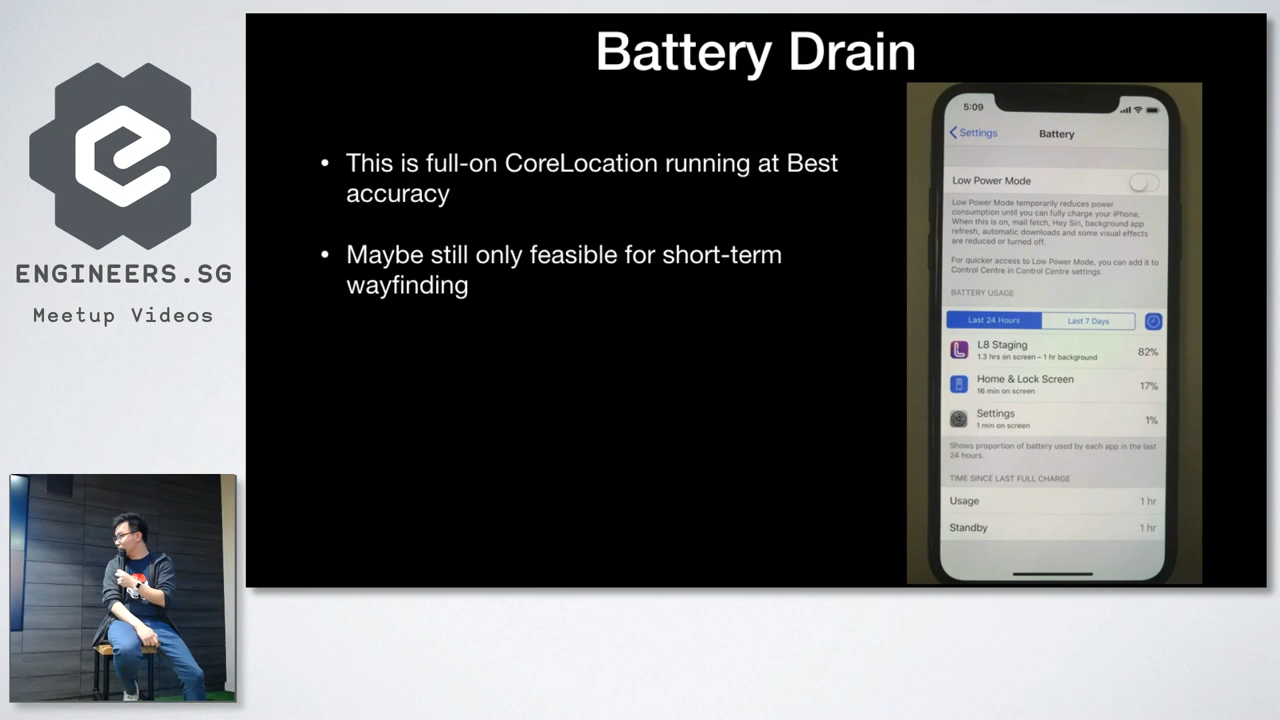 ENGINEERS.SG
Meetup Videos
Battery Drain
• This is full-on CoreLocation running at Best
accuracy
• Maybe still only feasible for short-term
wayfinding
5:09
Settings
Battery
Low Power Mode
Low Power Mode temporarily reduces power
consumption until you can fully charge your iPhone.
When this is on, mail fetch, Hey Siri, background app
refresh, automatic downloads and some visual effects
are reduced or turned off.
For quicker access to Low Power Mode, you can add it to
Control Centre in Control Centre settings.
BATTERY USAGE
Last 24 Hours
Last 7 Days
L8 Staging
82%
1.3 hrs on screen – 1 hr background
Home & Lock Screen
17%
16 min on screen
Settings
1%
1 min on screen
Shows proportion of battery used by each app in the last
24 hours.
TIME SINCE LAST FULL CHARGE
Usage
1 hr
Standby
1 hr